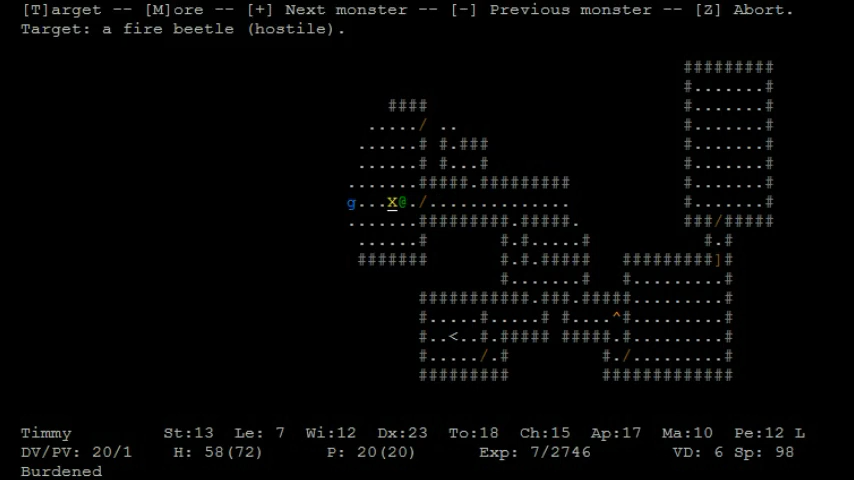 [T]arget -- [M]ore -- [+] Next monster -- [-] Previous monster -- [Z] Abort.
Target: a fire beetle (hostile).
#########
#.......#
####                          #.......#
...../ ..                        #.......#
......# #.###                    #.......#
......# #...#                    #.......#
.......#####.#########            #.......#
g...x@./..............            #.......#
.......#########.#####.           ###/#####
......#        #.#.....#            #.#
#######        #.#.#####   #########]#
#.......#    #.........#
###########.###.#####.........#
#.....#.....# #....^#.........#
#..<..#.##### #####.#.........#
#...../.#          #./.........#
#########          #############
Timmy St:13 Le: 7 Wi:12 Dx:23 To:18 Ch:15 Ap:17 Ma:10 Pe:12 L
DV/PV: 20/1 H: 58(72) P: 20(20) Exp: 7/2746 VD: 6 Sp: 98
Burdened